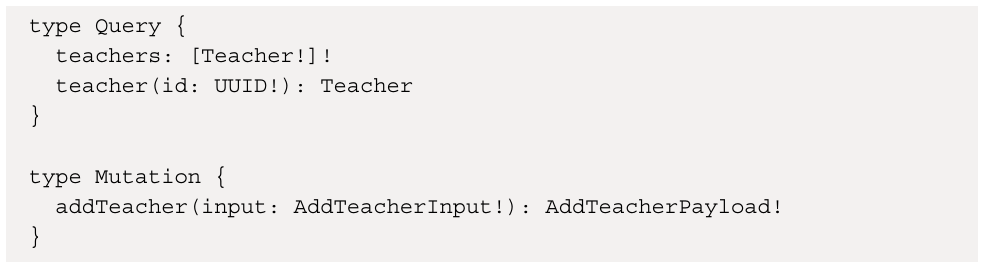 type Query {
  teachers: [Teacher!]!
  teacher(id: UUID!): Teacher
}

type Mutation {
  addTeacher(input: AddTeacherInput!): AddTeacherPayload!
}